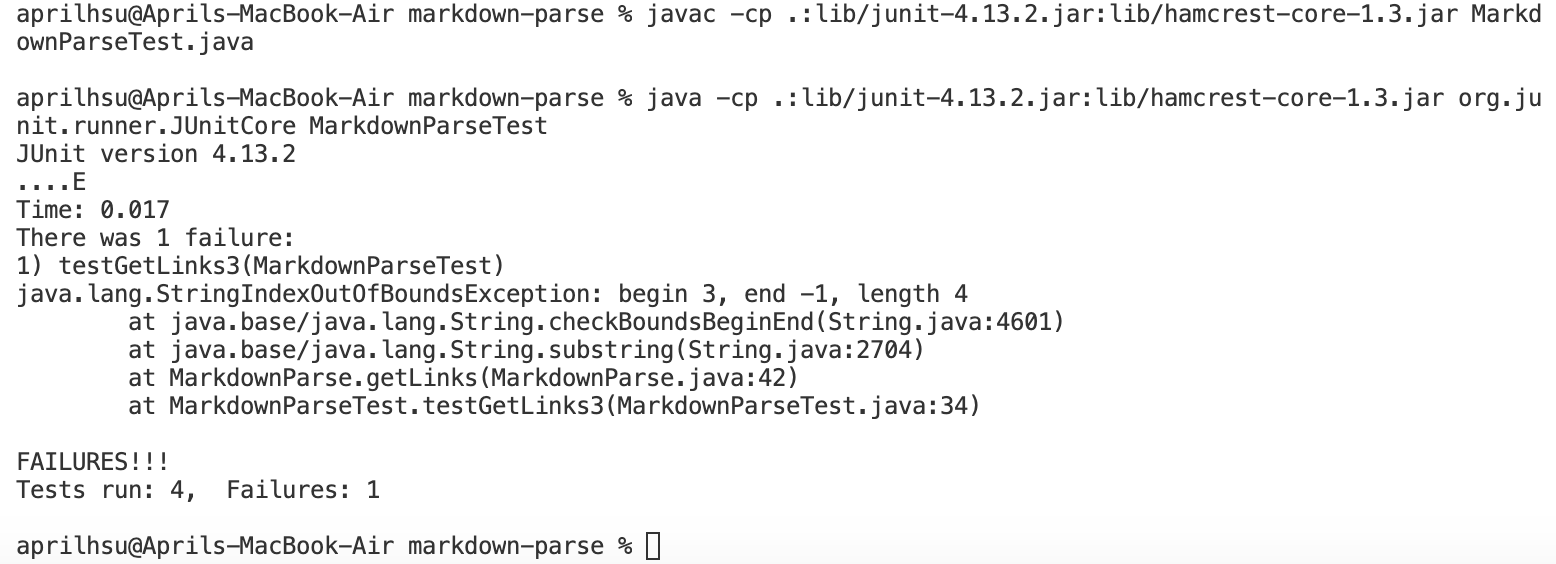 aprilhsu@Aprils-MacBook-Air markdown-parse % javac -cp .:lib/junit-4.13.2.jar:lib/hamcrest-core-1.3.jar Markd
ownParseTest.java
aprilhsu@Aprils-MacBook-Air markdown-parse % java -cp .:lib/junit-4.13.2.jar:lib/hamcrest-core-1.3.jar org.ju
nit.runner.JUnitCore MarkdownParseTest
JUnit version 4.13.2
....E
Time: 0.017
There was 1 failure:
1) testGetLinks3(MarkdownParseTest)
java.lang.StringIndexOutOfBoundsException: begin 3, end -1, length 4
        at java.base/java.lang.String.checkBoundsBeginEnd(String.java:4601)
        at java.base/java.lang.String.substring(String.java:2704)
        at MarkdownParse.getLinks(MarkdownParse.java:42)
        at MarkdownParseTest.testGetLinks3(MarkdownParseTest.java:34)
FAILURES!!!
Tests run: 4,  Failures: 1
aprilhsu@Aprils-MacBook-Air markdown-parse %